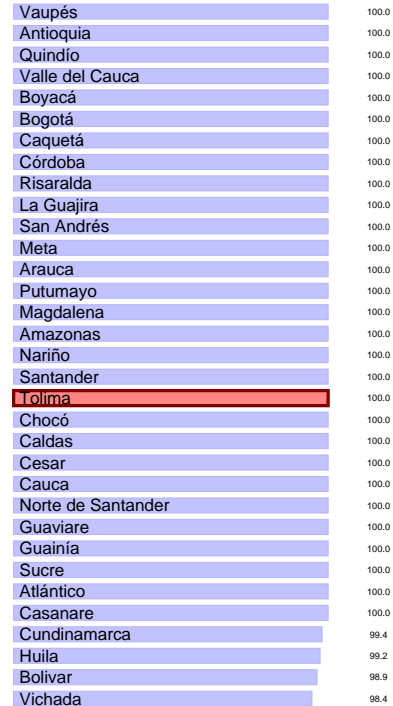 Vaupés 100.0
Antioquia 100.0
Quindío 100.0
Valle del Cauca 100.0
Boyacá 100.0
Bogotá 100.0
Caquetá 100.0
Córdoba 100.0
Risaralda 100.0
La Guajira 100.0
San Andrés 100.0
Meta 100.0
Arauca 100.0
Putumayo 100.0
Magdalena 100.0
Amazonas 100.0
Nariño 100.0
Santander 100.0
Tolima 100.0
Chocó 100.0
Caldas 100.0
Cesar 100.0
Cauca 100.0
Norte de Santander 100.0
Guaviare 100.0
Guainía 100.0
Sucre 100.0
Atlántico 100.0
Casanare 100.0
Cundinamarca 99.4
Huila 99.2
Bolivar 98.9
Vichada 98.4